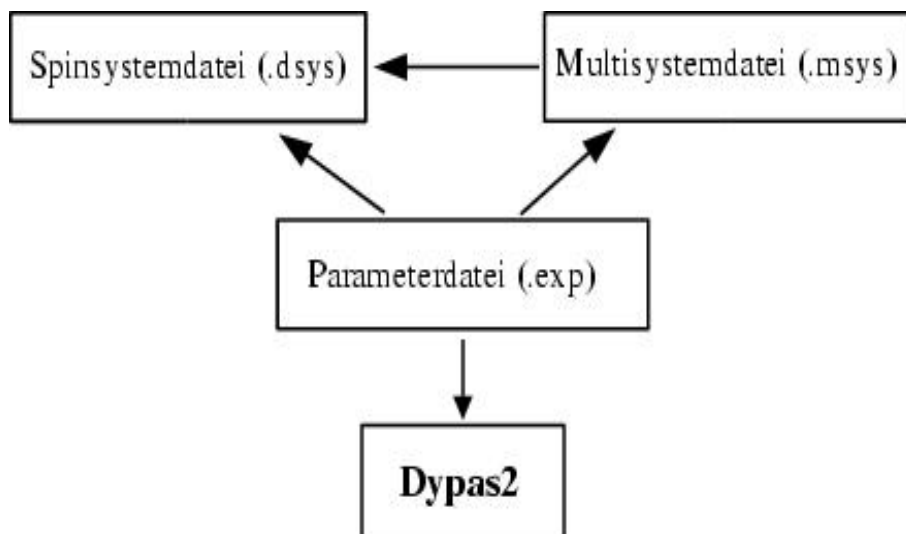 Spinsystemdatei (.dsys)
Multisystemdatei (.msys)
Parameterdatei (.exp)
Dypas2